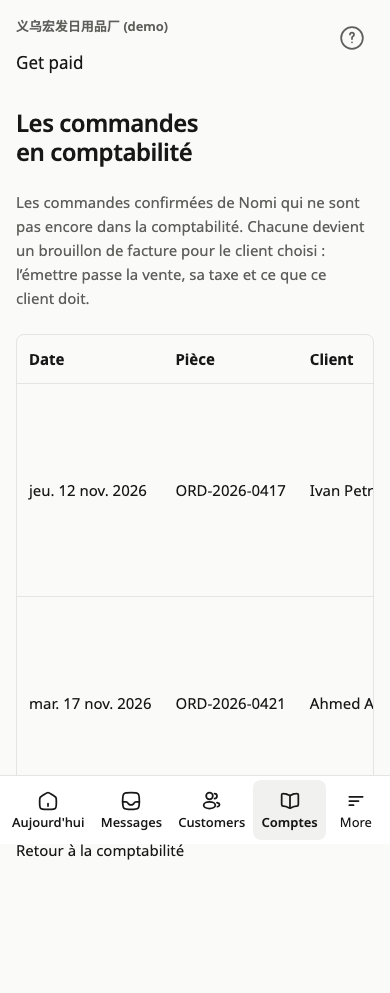 义乌宏发日用品厂 (demo)
Get paid
Les commandes
en comptabilité
Les commandes confirmées de Nomi qui ne sont
pas encore dans la comptabilité. Chacune devient
un brouillon de facture pour le client choisi :
l’émettre passe la vente, sa taxe et ce que ce
client doit.
Date Pièce Client
jeu. 12 nov. 2026 ORD-2026-0417 Ivan Petr
mar. 17 nov. 2026 ORD-2026-0421 Ahmed A
Aujourd'hui Messages Customers Comptes More
Retour à la comptabilité